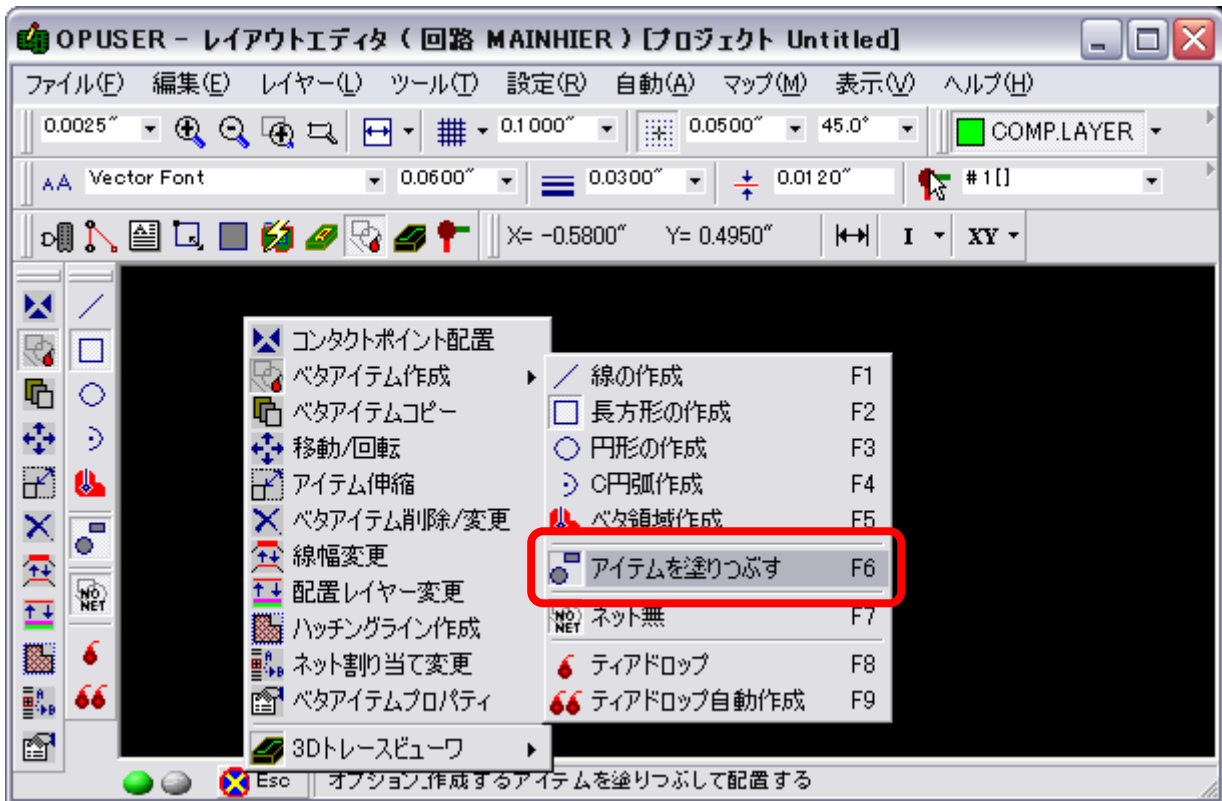 OPUSER - レイアウトエディタ ( 回路 MAINHIER ) [プロジェクト Untitled]
ファイル(F) 編集(E) レイヤー(L) ツール(T) 設定(R) 自動(A) マップ(M) 表示(V) ヘルプ(H)
0.0025″ 0.1000″ 0.0500″ 45.0° COMP.LAYER
AA Vector Font 0.0600″ 0.0300″ 0.0120″ #1[]
X= -0.5800″ Y= 0.4950″ I XY
コンタクトポイント配置
ベタアイテム作成
ベタアイテムコピー
移動/回転
アイテム伸縮
ベタアイテム削除/変更
線幅変更
配置レイヤー変更
ハッチングライン作成
ネット割り当て変更
ベタアイテムプロパティ
3Dトレースビューワ
線の作成 F1
長方形の作成 F2
円形の作成 F3
C円弧作成 F4
ベタ領域作成 F5
アイテムを塗りつぶす F6
NO NET ネット無 F7
ティアドロップ F8
ティアドロップ自動作成 F9
NO
NET
Esc オプション_作成するアイテムを塗りつぶして配置する